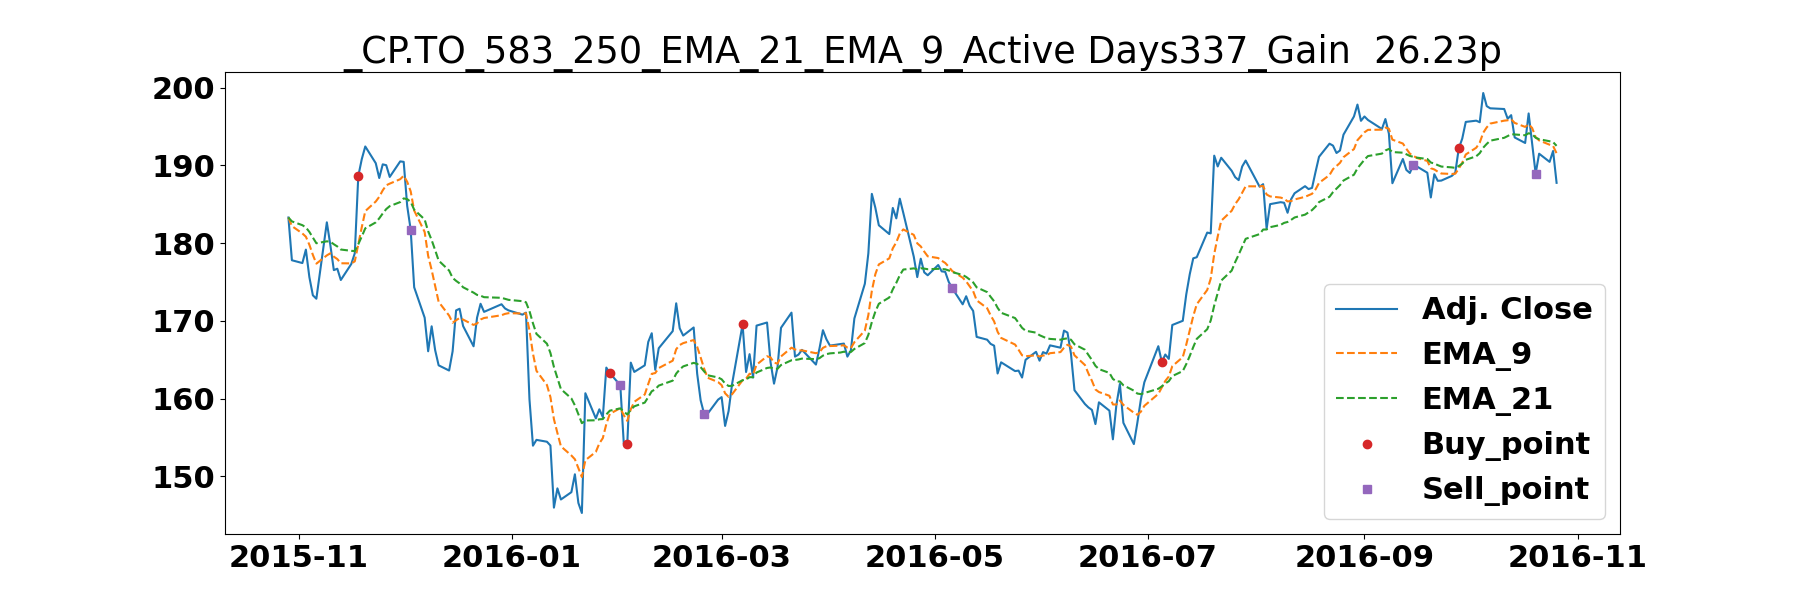 _CP.TO_583_250_EMA_21_EMA_9_Active Days337_Gain  26.23p
200
190
180
170
160
150
Adj. Close
EMA_9
EMA_21
Buy_point
Sell_point
2015-11 2016-01 2016-03 2016-05 2016-07 2016-09 2016-11